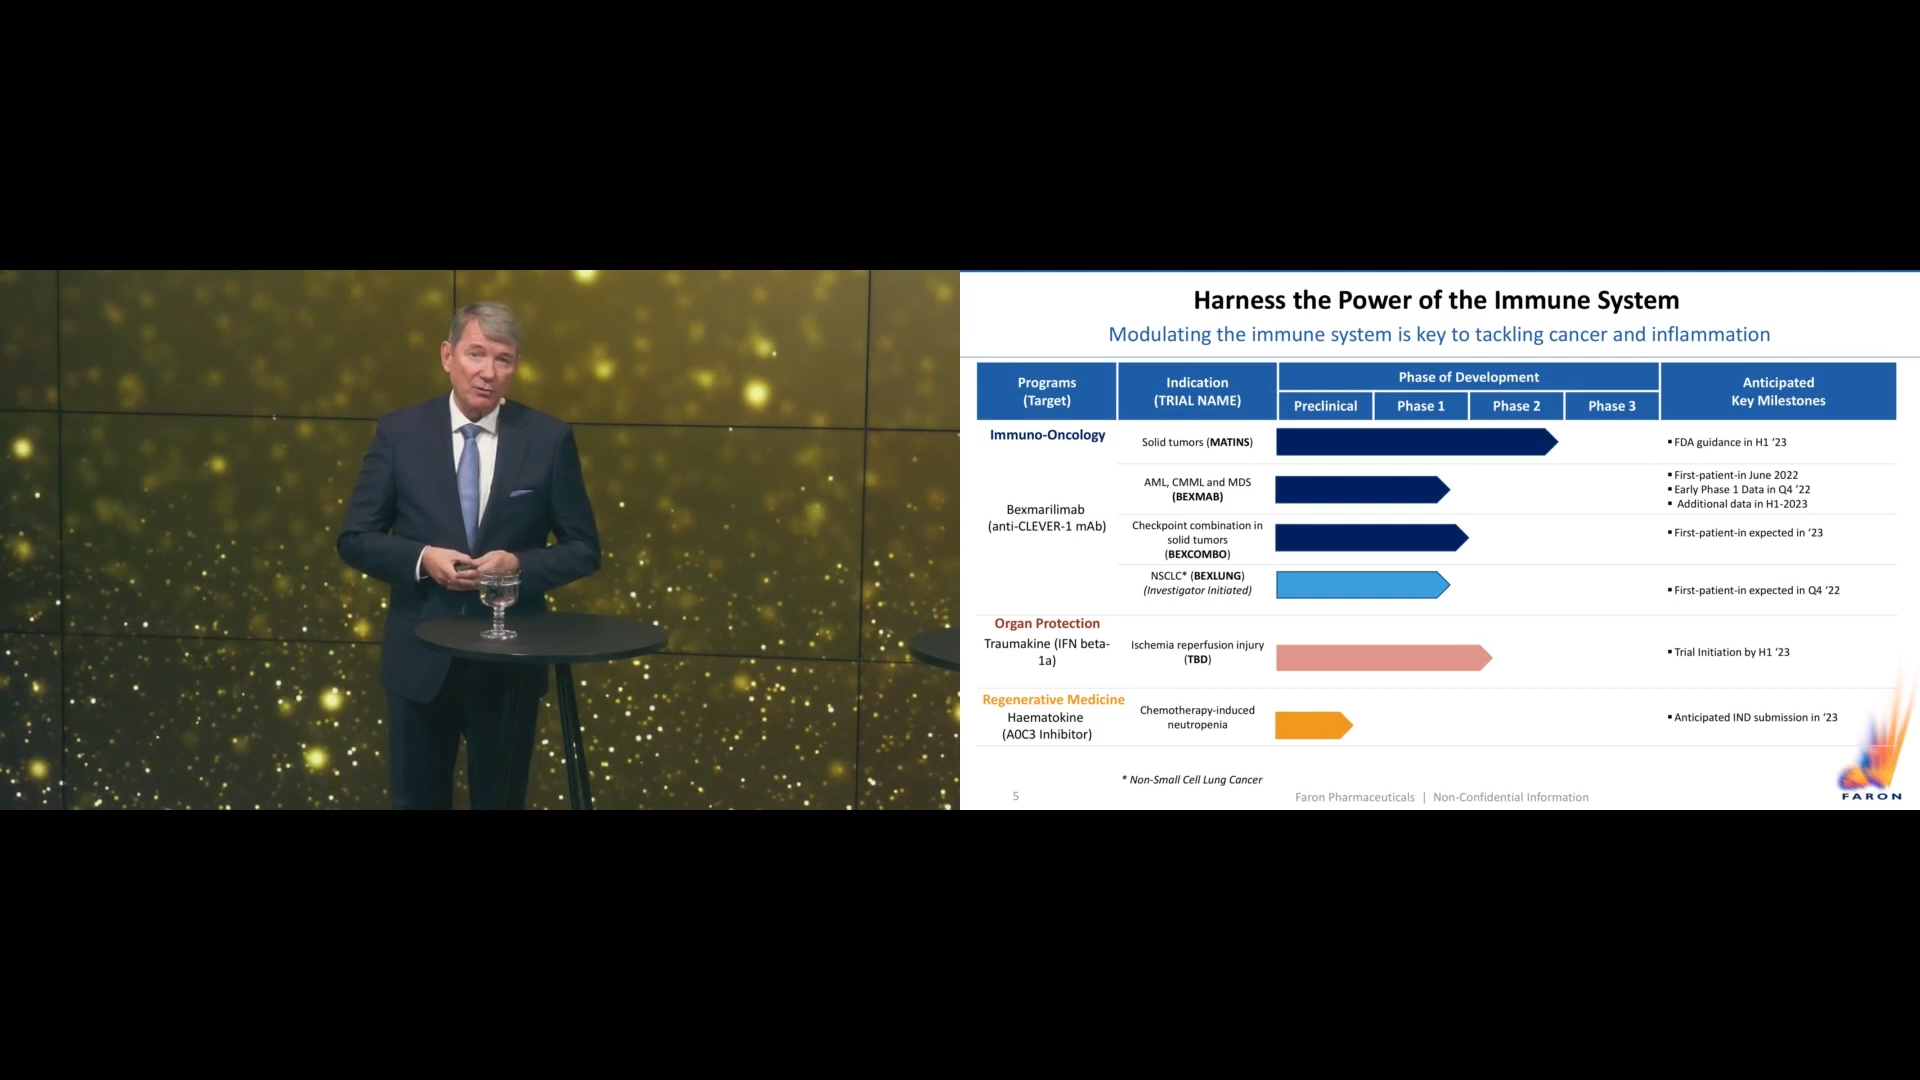 Harness the Power of the Immune System
Modulating the immune system is key to tackling cancer and inflammation
Programs
(Target)
Indication
(TRIAL NAME)
Phase of Development
Preclinical
Phase 1
Phase 2
Phase 3
Anticipated
Key Milestones
Immuno-Oncology
Bexmarilimab
(anti-CLEVER-1 mAb)
Solid tumors (MATINS)
▪ FDA guidance in H1 ‘23
AML, CMML and MDS
(BEXMAB)
▪ First-patient-in June 2022
▪ Early Phase 1 Data in Q4 ’22
▪ Additional data in H1-2023
Checkpoint combination in
solid tumors
(BEXCOMBO)
▪ First-patient-in expected in ‘23
NSCLC* (BEXLUNG)
(Investigator Initiated)
▪ First-patient-in expected in Q4 ‘22
Organ Protection
Traumakine (IFN beta-
1a)
Ischemia reperfusion injury
(TBD)
▪ Trial Initiation by H1 ‘23
Regenerative Medicine
Haematokine
(A0C3 Inhibitor)
Chemotherapy-induced
neutropenia
▪ Anticipated IND submission in ‘23
* Non-Small Cell Lung Cancer
5
Faron Pharmaceuticals | Non-Confidential Information
FARON